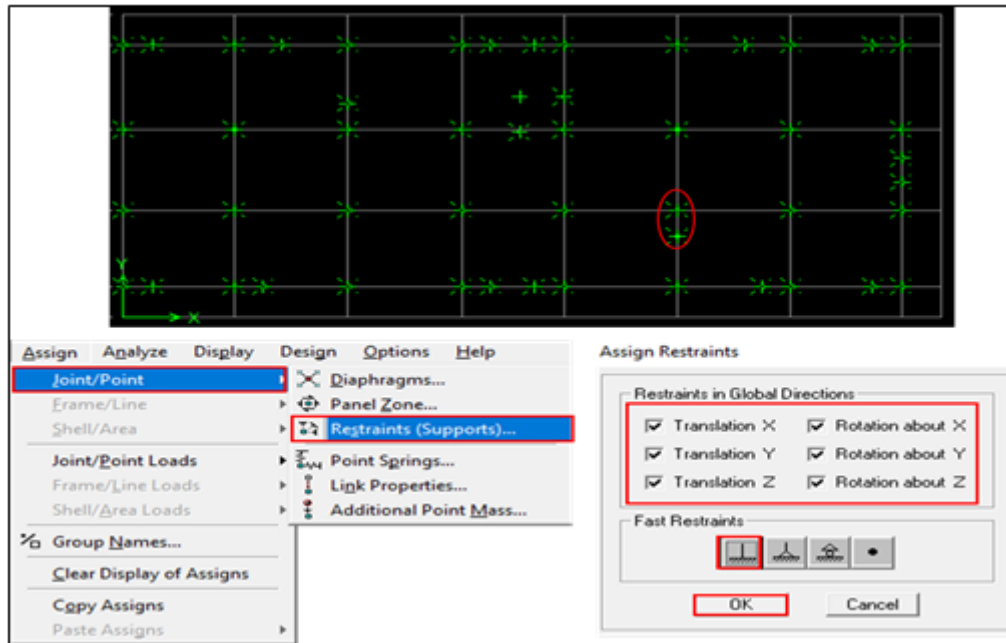 Y
X
Assign Analyze Display Design Options Help
Joint/Point
Frame/Line
Shell/Area
Joint/Point Loads
Frame/Line Loads
Shell/Area Loads
Group Names...
Clear Display of Assigns
Copy Assigns
Paste Assigns
Diaphragms...
Panel Zone...
Restraints (Supports)...
Point Springs...
Link Properties...
Additional Point Mass...
Assign Restraints
Restraints in Global Directions
Translation X Rotation about X
Translation Y Rotation about Y
Translation Z Rotation about Z
Fast Restraints
OK Cancel